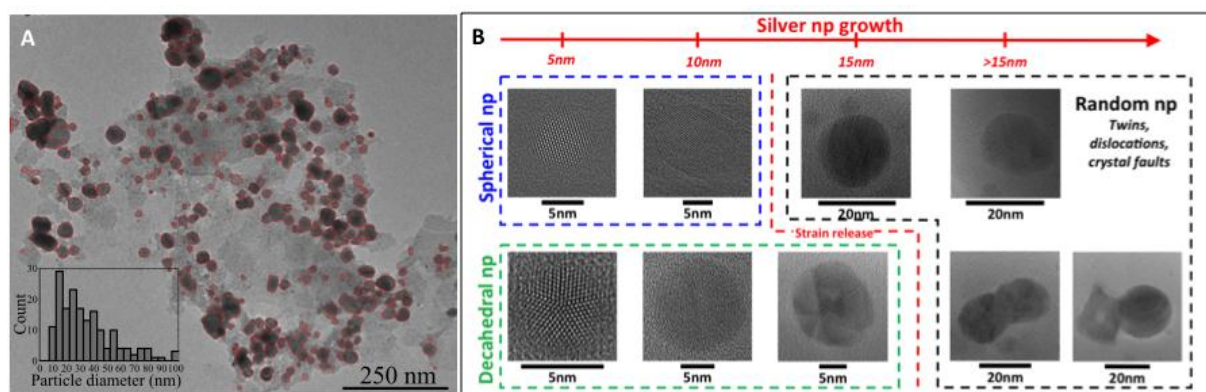 A
30
20
10
0
Count
0 10 20 30 40 50 60 70 80 90 100
Particle diameter (nm)
250 nm
B
Silver np growth
5nm
10nm
15nm
>15nm
Spherical np
5nm
5nm
20nm
20nm
Random np
Twins,
dislocations,
crystal faults
Strain release
Decahedral np
5nm
5nm
5nm
20nm
20nm